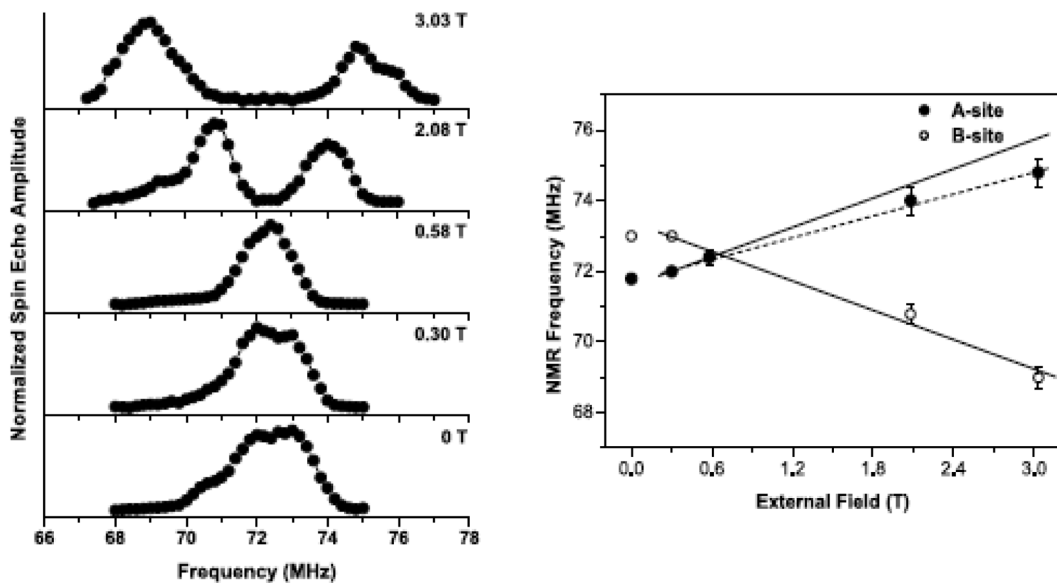 Normalized Spin Echo Amplitude
3.03 T
2.08 T
0.58 T
0.30 T
0 T
66 68 70 72 74 76 78
Frequency (MHz)
NMR Frequency (MHz)
76
74
72
70
68
A-site
B-site
0.0 0.6 1.2 1.8 2.4 3.0
External Field (T)